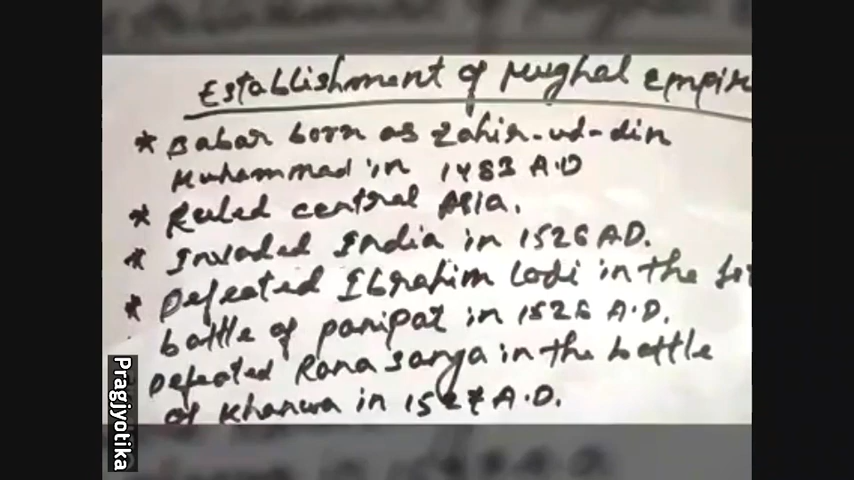 Establishment of Mughal Empire
* Babar born as Zahir-ud-din
Muhammad in 1483 A.D
* Ruled central Asia.
* Invaded India in 1526 AD.
* Defeated Ibrahim Lodi in the
battle of panipat in 1526 A.D.
Defeated Rana sanga in the battle
of Khanwa in 1527 A.D.
Pragjyotika